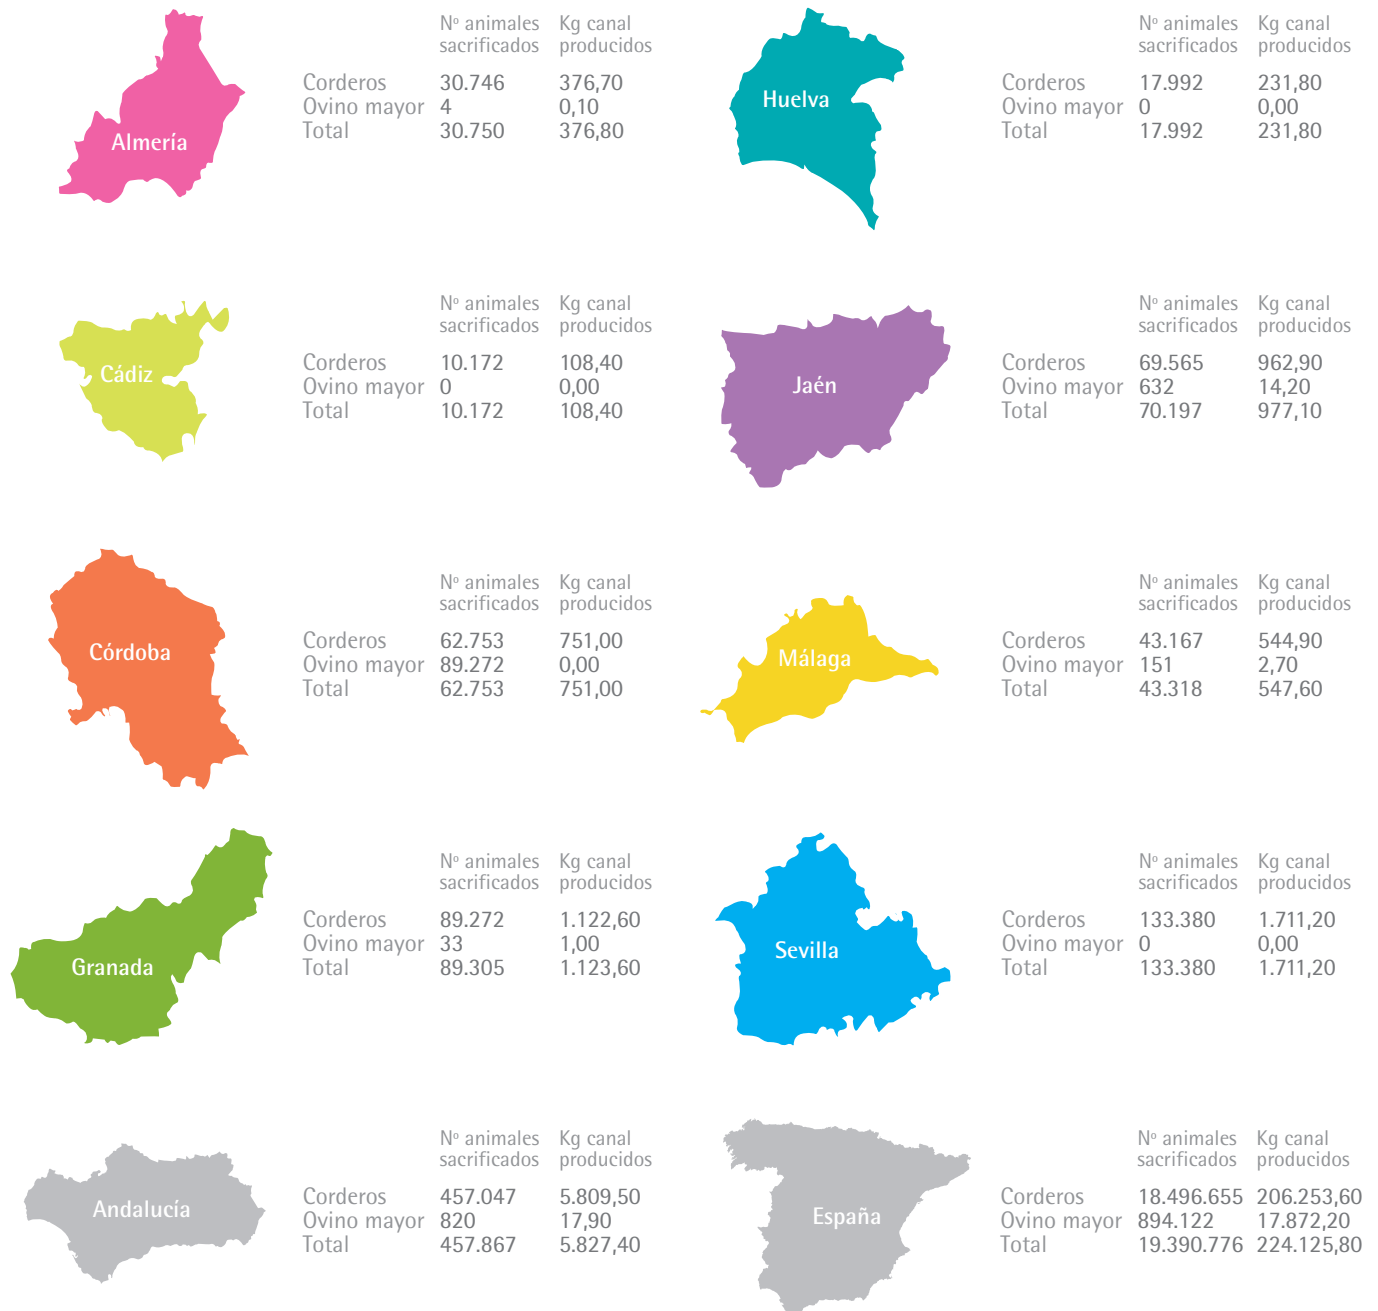 Nº animales sacrificados Kg canal producidos
Almería
Corderos 30.746 376,70
Ovino mayor 4 0,10
Total 30.750 376,80
Nº animales sacrificados Kg canal producidos
Huelva
Corderos 17.992 231,80
Ovino mayor 0 0,00
Total 17.992 231,80
Nº animales sacrificados Kg canal producidos
Cádiz
Corderos 10.172 108,40
Ovino mayor 0 0,00
Total 10.172 108,40
Nº animales sacrificados Kg canal producidos
Jaén
Corderos 69.565 962,90
Ovino mayor 632 14,20
Total 70.197 977,10
Nº animales sacrificados Kg canal producidos
Córdoba
Corderos 62.753 751,00
Ovino mayor 89.272 0,00
Total 62.753 751,00
Nº animales sacrificados Kg canal producidos
Málaga
Corderos 43.167 544,90
Ovino mayor 151 2,70
Total 43.318 547,60
Nº animales sacrificados Kg canal producidos
Granada
Corderos 89.272 1.122,60
Ovino mayor 33 1,00
Total 89.305 1.123,60
Nº animales sacrificados Kg canal producidos
Sevilla
Corderos 133.380 1.711,20
Ovino mayor 0 0,00
Total 133.380 1.711,20
Nº animales sacrificados Kg canal producidos
Andalucía
Corderos 457.047 5.809,50
Ovino mayor 820 17,90
Total 457.867 5.827,40
Nº animales sacrificados Kg canal producidos
España
Corderos 18.496.655 206.253,60
Ovino mayor 894.122 17.872,20
Total 19.390.776 224.125,80